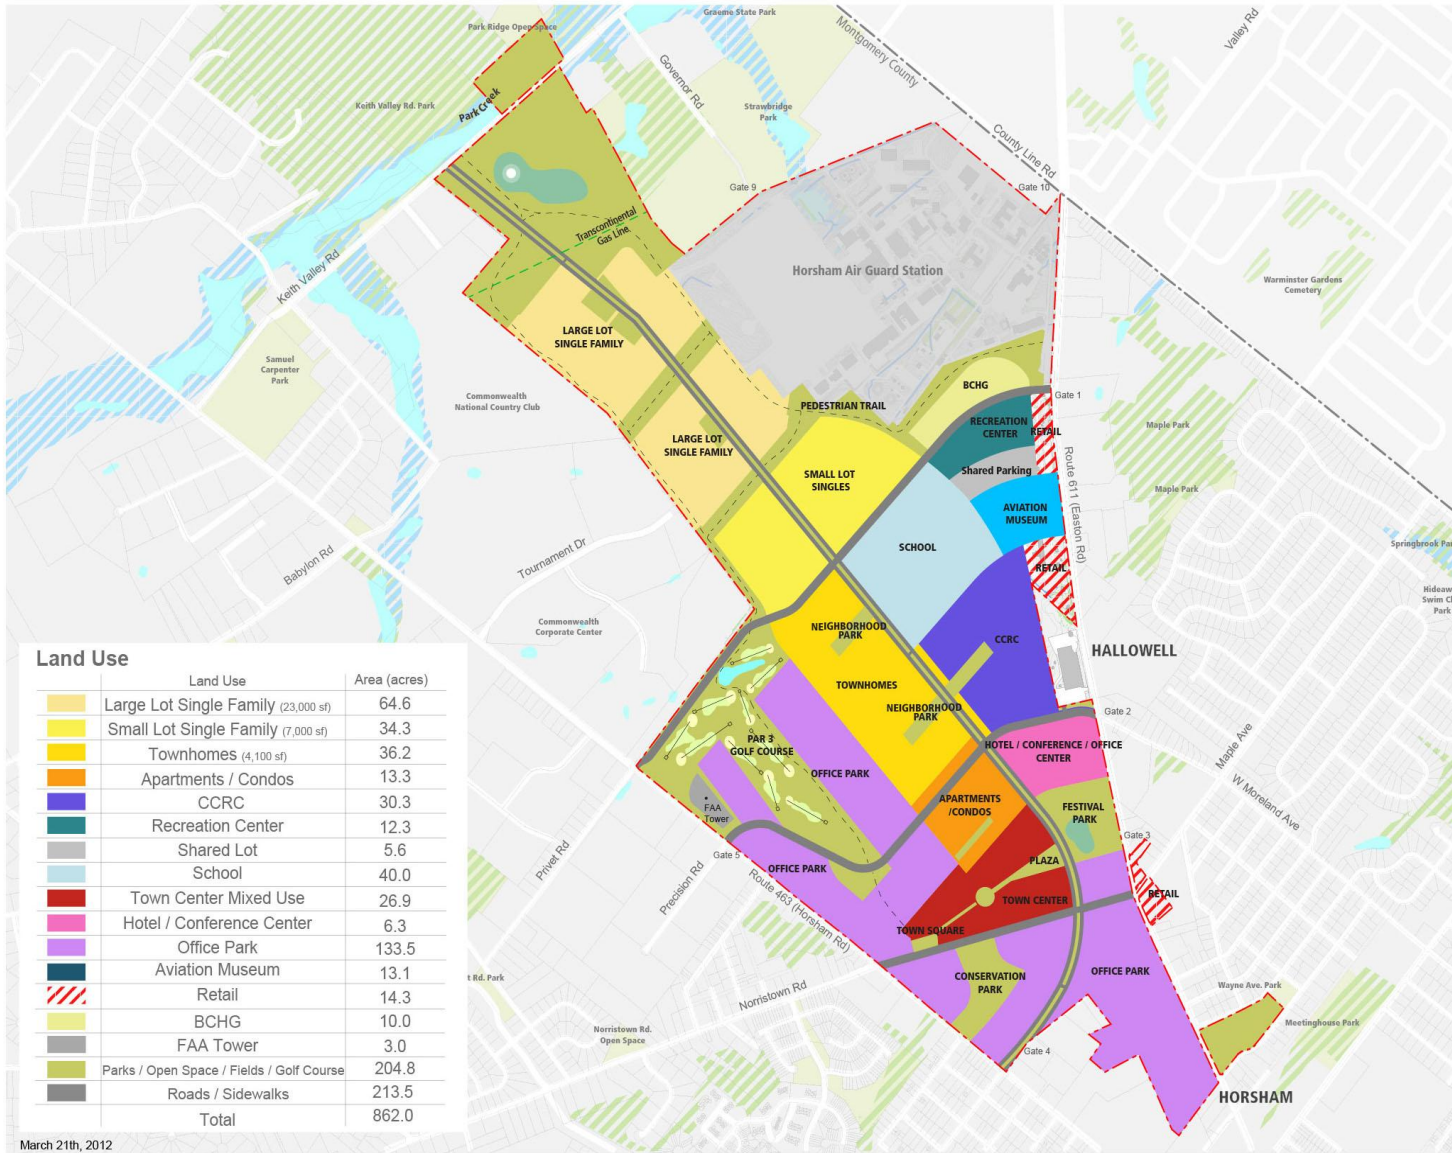 Graeme State Park
Park Ridge Open Space
Montgomery County
Valley Rd
Governor Rd
Keith Valley Rd. Park
Park Creek
Strawbridge
Park
County Line Rd
Gate 9
Gate 10
Transcontinental
Gas Line
Horsham Air Guard Station
Keith Valley Rd
Warminster Gardens
Cemetery
LARGE LOT
SINGLE FAMILY
Samuel
Carpenter
Park
Commonwealth
National Country Club
BCHG
Gate 1
PEDESTRIAN TRAIL
RECREATION
CENTER
RETAIL
Maple Park
LARGE LOT
SINGLE FAMILY
Shared Parking
Route 611 (Easton Rd)
SMALL LOT
SINGLES
Maple Park
AVIATION
MUSEUM
SCHOOL
Springbrook Pa
Babylon Rd
Tournament Dr
RETAIL
Hideaw
Swim Cl
Park
Commonwealth
Corporate Center
NEIGHBORHOOD
PARK
CCRC
HALLOWELL
TOWNHOMES
NEIGHBORHOOD
PARK
Gate 2
PAR 3
GOLF COURSE
HOTEL / CONFERENCE / OFFICE
CENTER
Maple Ave
OFFICE PARK
W Moreland Ave
FAA
Tower
APARTMENTS
/CONDOS
FESTIVAL
PARK
Gate 3
Privet Rd
Gate 5
Precision Rd
OFFICE PARK
PLAZA
Route 463 (Horsham Rd)
TOWN CENTER
RETAIL
TOWN SQUARE
t Rd. Park
CONSERVATION
PARK
OFFICE PARK
Norristown Rd
Wayne Ave. Park
Norristown Rd.
Open Space
Meetinghouse Park
Gate 4
HORSHAM
Land Use
Land Use Area (acres)
Large Lot Single Family (23,000 sf) 64.6
Small Lot Single Family (7,000 sf) 34.3
Townhomes (4,100 sf) 36.2
Apartments / Condos 13.3
CCRC 30.3
Recreation Center 12.3
Shared Lot 5.6
School 40.0
Town Center Mixed Use 26.9
Hotel / Conference Center 6.3
Office Park 133.5
Aviation Museum 13.1
Retail 14.3
BCHG 10.0
FAA Tower 3.0
Parks / Open Space / Fields / Golf Course 204.8
Roads / Sidewalks 213.5
Total 862.0
March 21th, 2012